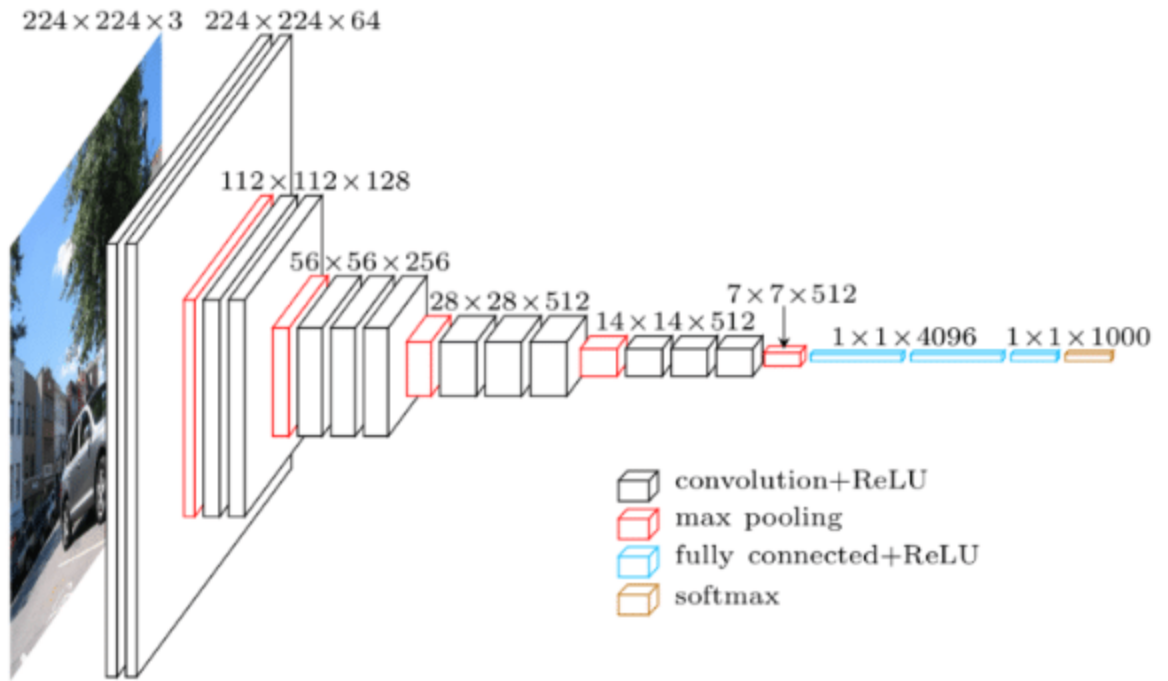 224×224×3
224×224×64
112×112×128
56×56×256
28×28×512
14×14×512
7×7×512
1×1×4096
1×1×1000
convolution+ReLU
max pooling
fully connected+ReLU
softmax